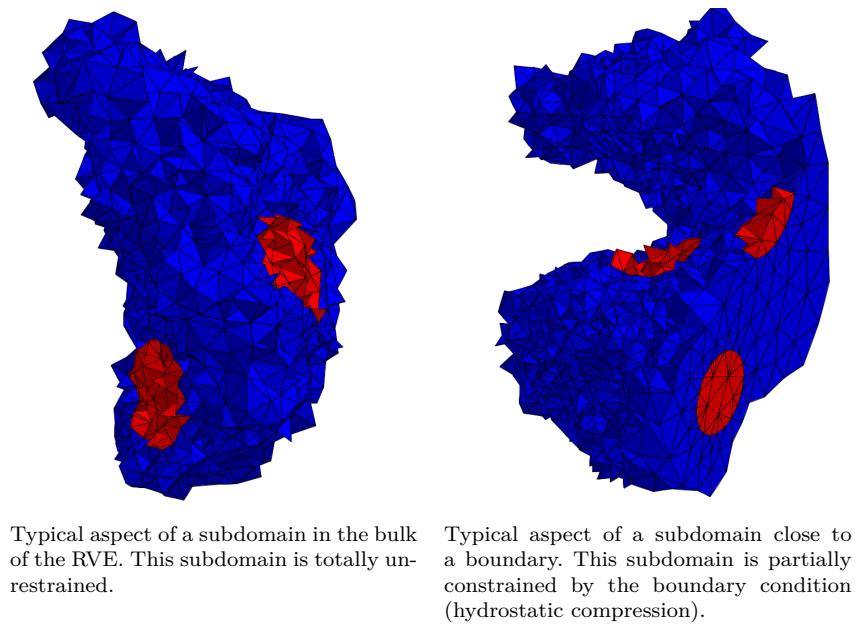 Typical aspect of a subdomain in the bulk
of the RVE. This subdomain is totally un-
restrained.
Typical aspect of a subdomain close to
a boundary. This subdomain is partially
constrained by the boundary condition
(hydrostatic compression).